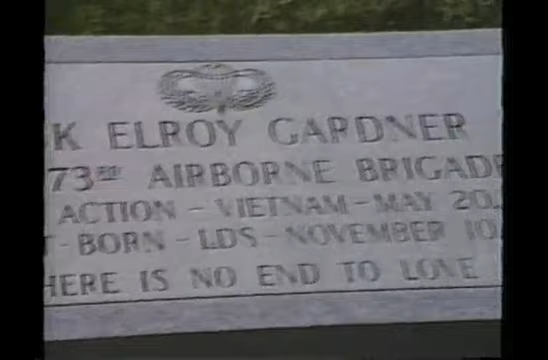 K ELROY GARDNER
73RD AIRBORNE BRIGADE
ACTION - VIETNAM - MAY 20,
T - BORN - LDS - NOVEMBER 10
HERE IS NO END TO LOVE